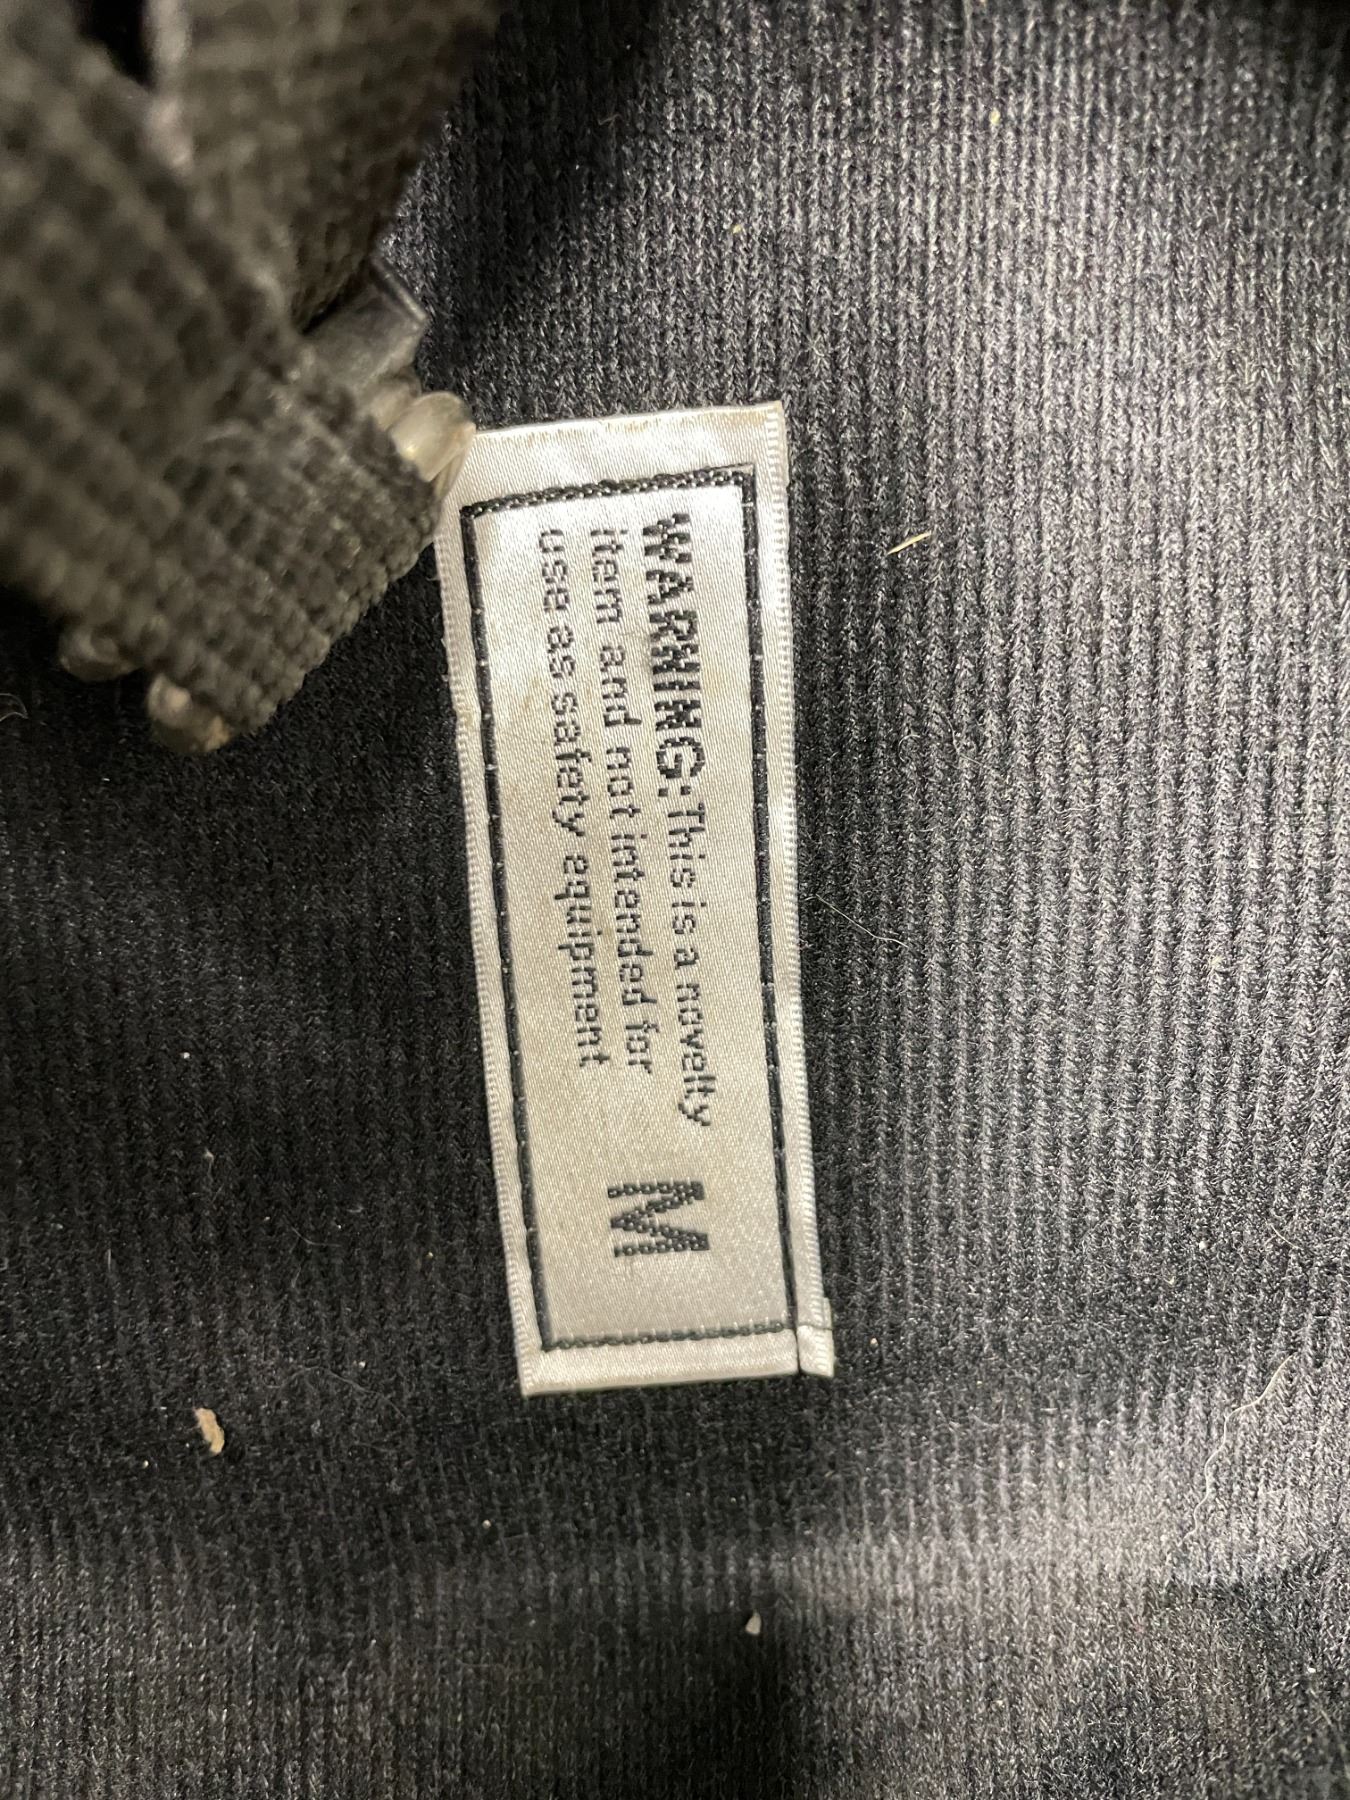 WARNING: This is a novelty
item and not intended for
use as safety equipment
M